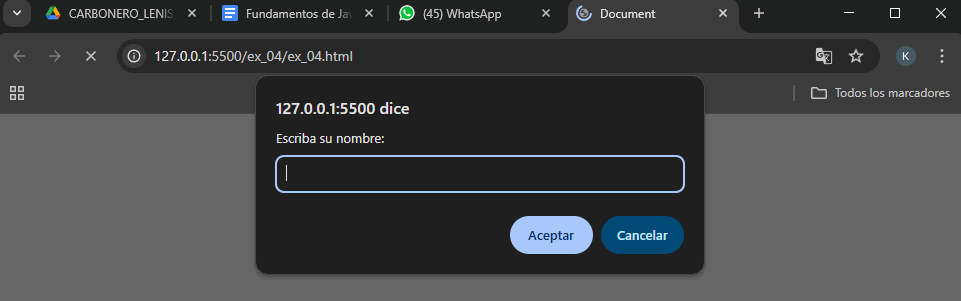 CARBONERO_LENIS
Fundamentos de Jav
(45) WhatsApp
Document
127.0.0.1:5500/ex_04/ex_04.html
K
Todos los marcadores
127.0.0.1:5500 dice
Escriba su nombre:
Aceptar
Cancelar